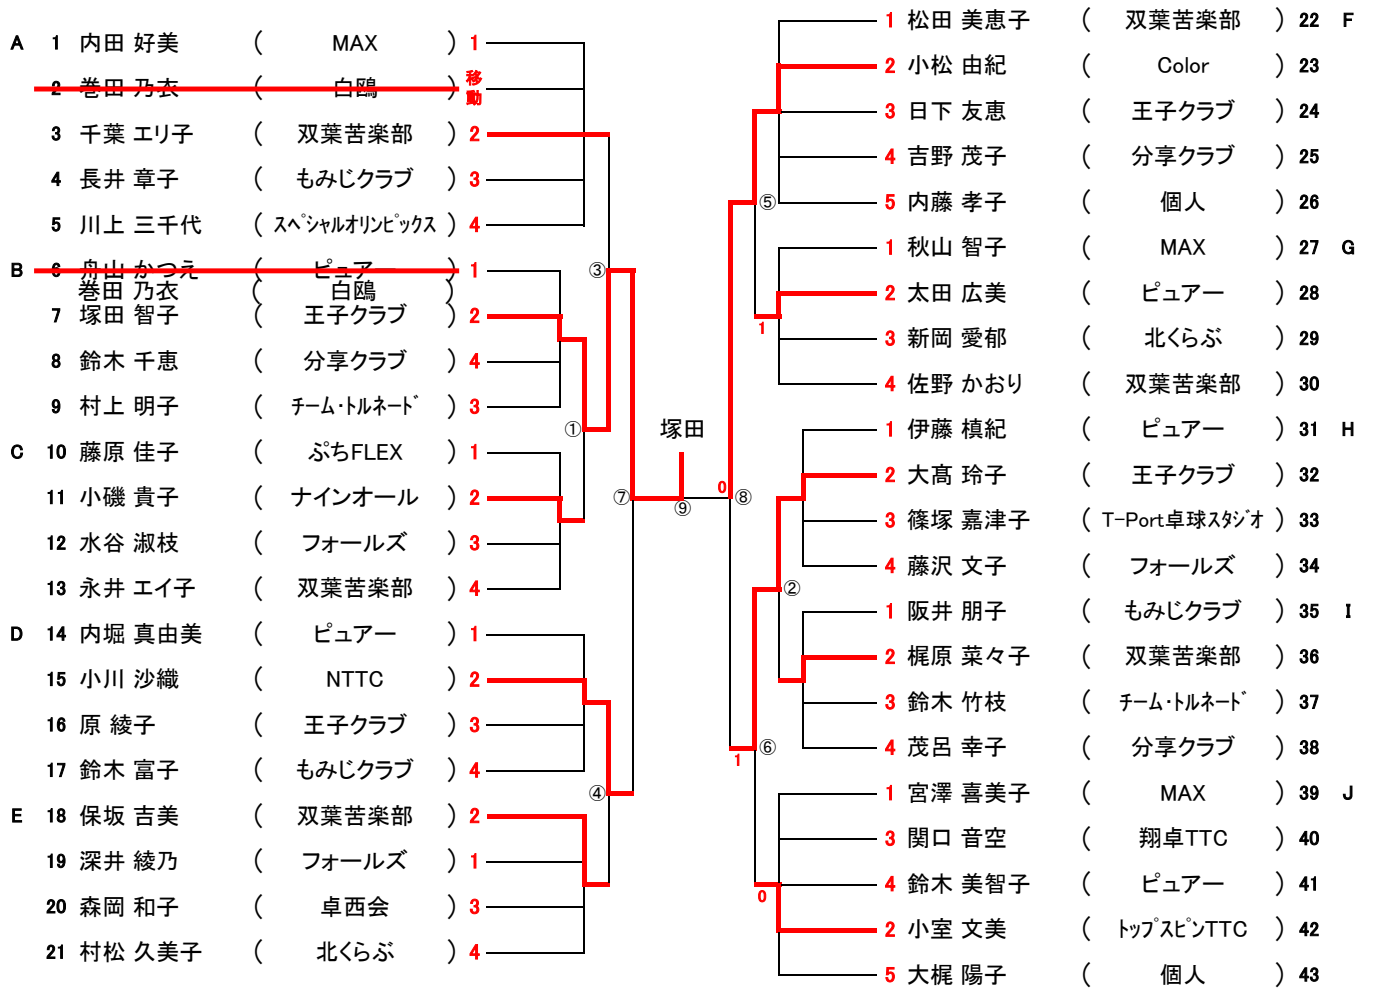 A 1 内田 好美 ( MAX ) 1
2 巻田 乃衣 ( 白鴎 ) 移動
3 千葉 エリ子 ( 双葉苦楽部 ) 2
4 長井 章子 ( もみじクラブ ) 3
5 川上 三千代 ( スペシャルオリンピックス ) 4
B 6 舟山 かつえ ( ピュアー ) 1
巻田 乃衣 ( 白鴎 )
7 塚田 智子 ( 王子クラブ ) 2
8 鈴木 千恵 ( 分享クラブ ) 4
9 村上 明子 ( チーム・トルネード ) 3
C 10 藤原 佳子 ( ぷちFLEX ) 1
11 小磯 貴子 ( ナインオール ) 2
12 水谷 淑枝 ( フォールズ ) 3
13 永井 エイ子 ( 双葉苦楽部 ) 4
D 14 内堀 真由美 ( ピュアー ) 1
15 小川 沙織 ( NTTC ) 2
16 原 綾子 ( 王子クラブ ) 3
17 鈴木 富子 ( もみじクラブ ) 4
E 18 保坂 吉美 ( 双葉苦楽部 ) 2
19 深井 綾乃 ( フォールズ ) 1
20 森岡 和子 ( 卓西会 ) 3
21 村松 久美子 ( 北くらぶ ) 4
③
①
④
⑦
塚田
⑨
0 ⑧
⑤
1
②
1 ⑥
0
1 松田 美恵子 ( 双葉苦楽部 ) 22 F
2 小松 由紀 ( Color ) 23
3 日下 友恵 ( 王子クラブ ) 24
4 吉野 茂子 ( 分享クラブ ) 25
5 内藤 孝子 ( 個人 ) 26
1 秋山 智子 ( MAX ) 27 G
2 太田 広美 ( ピュアー ) 28
3 新岡 愛郁 ( 北くらぶ ) 29
4 佐野 かおり ( 双葉苦楽部 ) 30
1 伊藤 槙紀 ( ピュアー ) 31 H
2 大髙 玲子 ( 王子クラブ ) 32
3 篠塚 嘉津子 ( T-Port卓球スタジオ ) 33
4 藤沢 文子 ( フォールズ ) 34
1 阪井 朋子 ( もみじクラブ ) 35 I
2 梶原 菜々子 ( 双葉苦楽部 ) 36
3 鈴木 竹枝 ( チーム・トルネード ) 37
4 茂呂 幸子 ( 分享クラブ ) 38
1 宮澤 喜美子 ( MAX ) 39 J
3 関口 音空 ( 翔卓TTC ) 40
4 鈴木 美智子 ( ピュアー ) 41
2 小室 文美 ( トップスピンTTC ) 42
5 大梶 陽子 ( 個人 ) 43